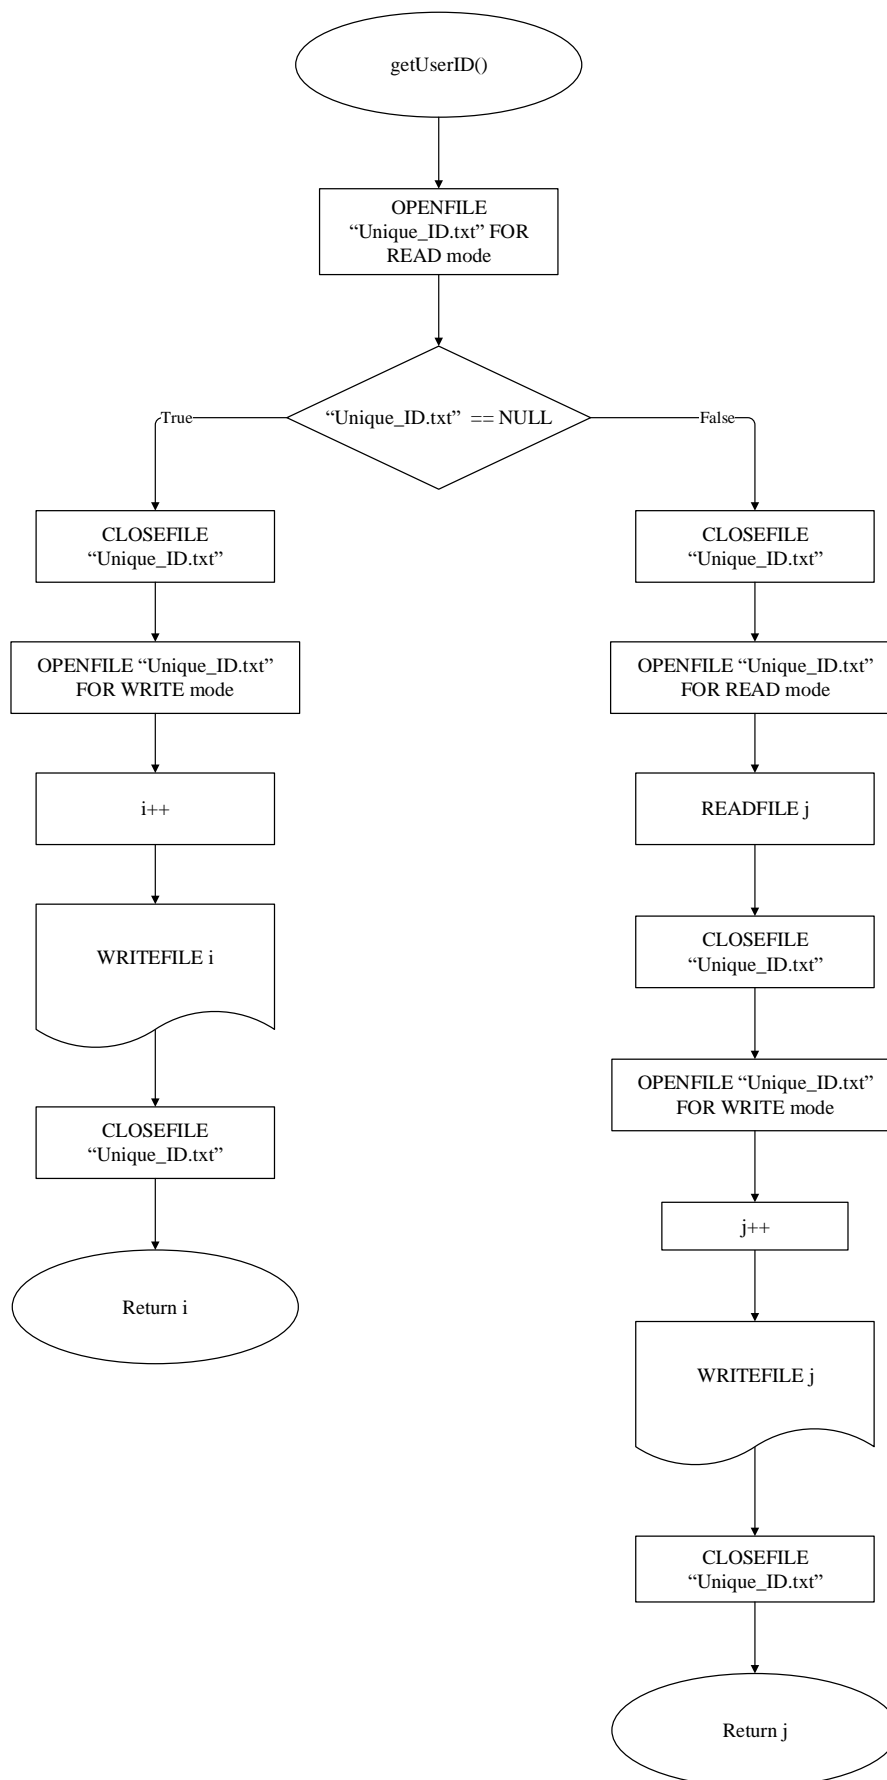 getUserID()
OPENFILE
“Unique_ID.txt” FOR
READ mode
“Unique_ID.txt” == NULL
True
False
CLOSEFILE
“Unique_ID.txt”
OPENFILE “Unique_ID.txt”
FOR WRITE mode
i++
WRITEFILE i
CLOSEFILE
“Unique_ID.txt”
Return i
CLOSEFILE
“Unique_ID.txt”
OPENFILE “Unique_ID.txt”
FOR READ mode
READFILE j
CLOSEFILE
“Unique_ID.txt”
OPENFILE “Unique_ID.txt”
FOR WRITE mode
j++
WRITEFILE j
CLOSEFILE
“Unique_ID.txt”
Return j